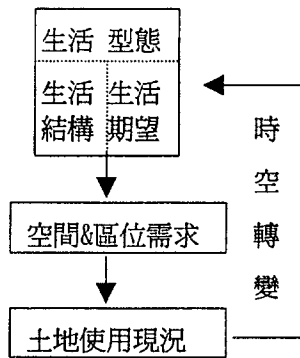 生活 型態
生活 生活
結構 期望
時
空
轉
變
空間&區位需求
土地使用現況